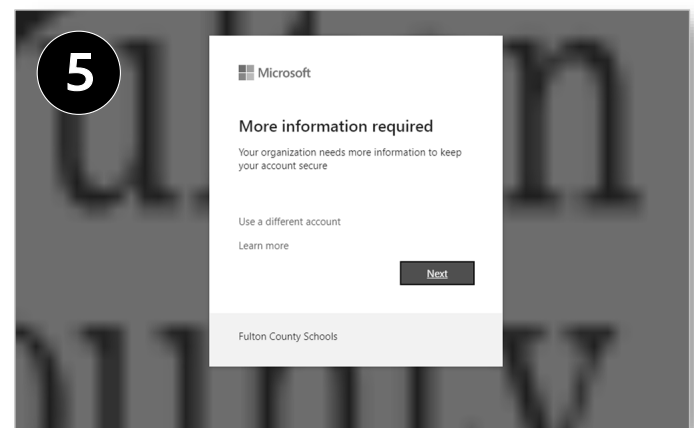 5
Microsoft
More information required
Your organization needs more information to keep
your account secure
Use a different account
Learn more
Next
Fulton County Schools